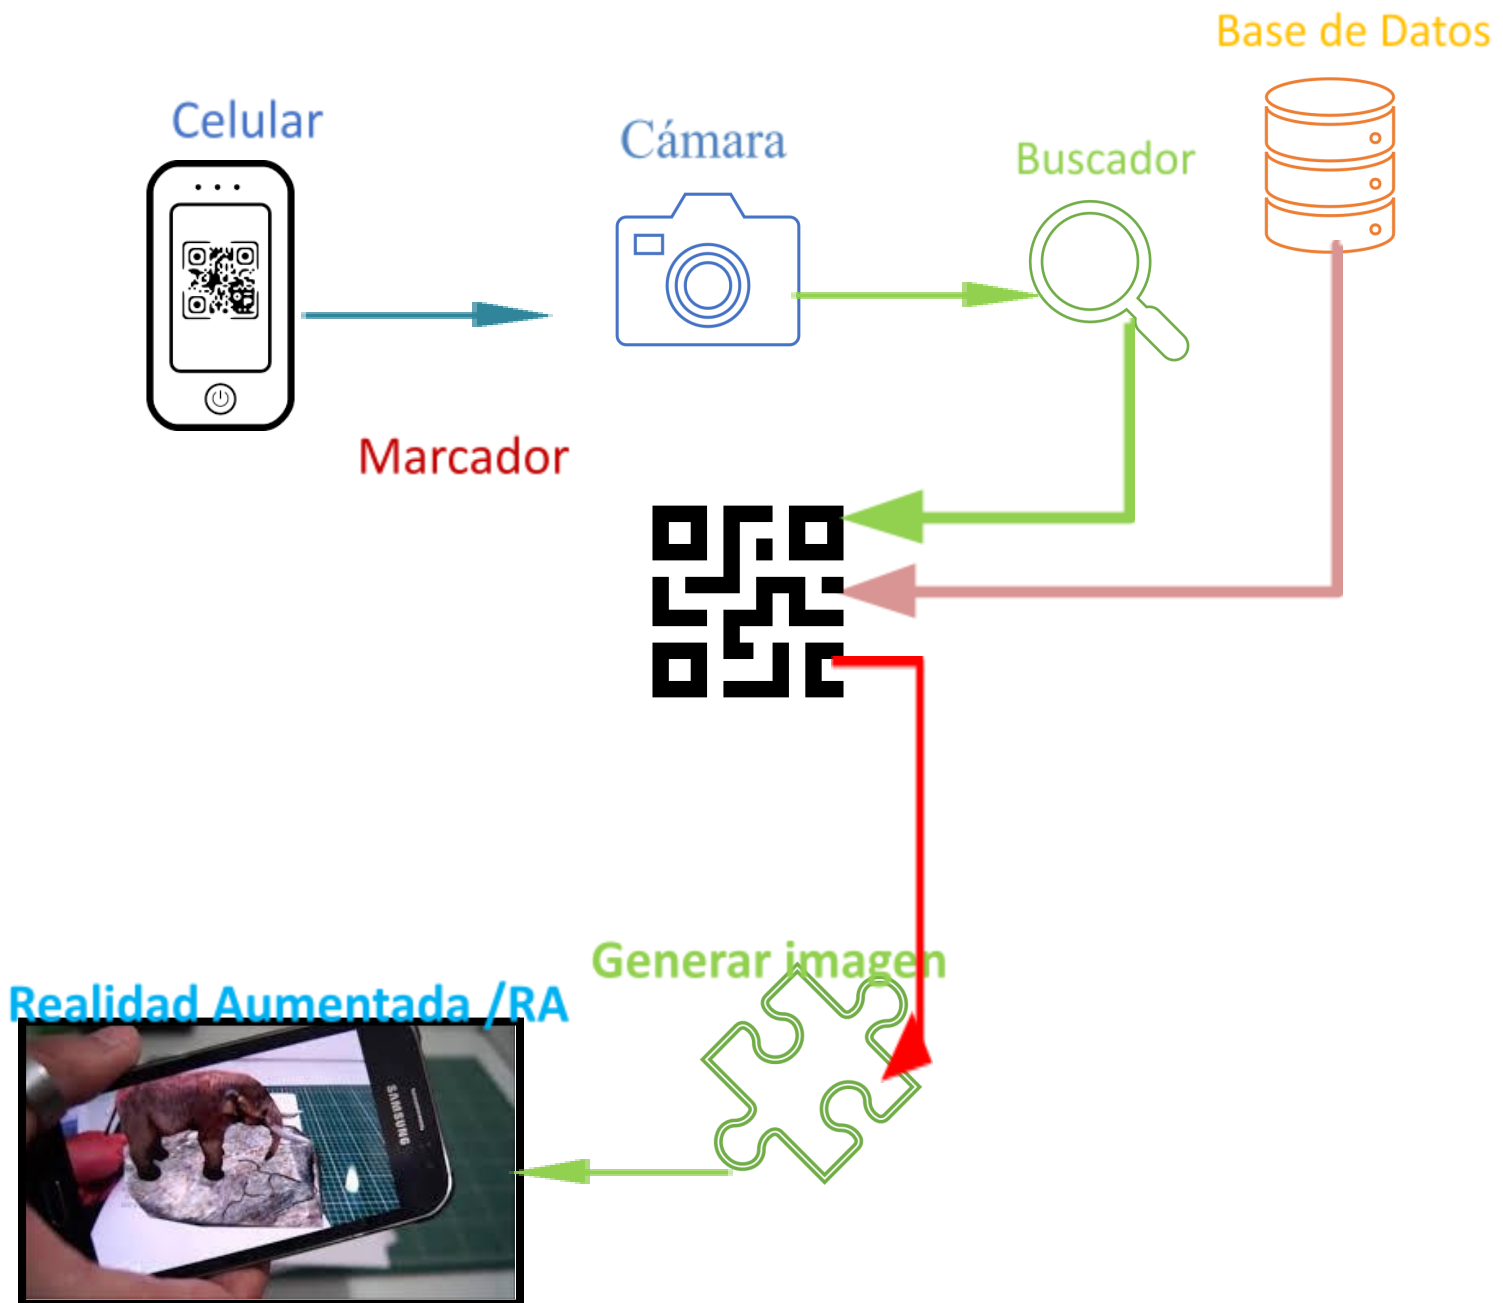 Base de Datos
Celular
Cámara
Buscador
Marcador
Generar imagen
Realidad Aumentada /RA
SAMSUNG